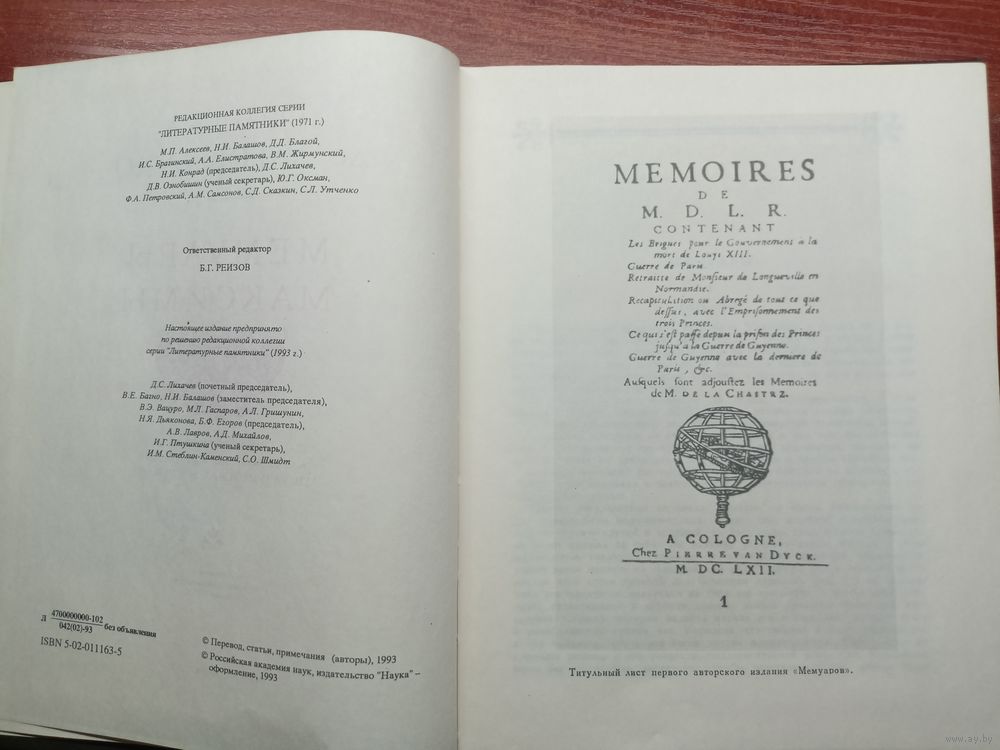 РЕДАКЦИОННАЯ КОЛЛЕГИЯ СЕРИИ
"ЛИТЕРАТУРНЫЕ ПАМЯТНИКИ" (1971 г.)
М.П. Алексеев, Н.И. Балашов, Д.Д. Благой,
И.С. Брагинский, А.А. Елистратова, В.М. Жирмунский,
Н.И. Конрад (председатель), Д.С. Лихачев,
Д.В. Ознобишин (ученый секретарь), Ю.Г. Оксман,
Ф.А. Петровский, А.М. Самсонов, С.Д. Сказкин, С.Л. Утченко
Ответственный редактор
Б.Г. РЕИЗОВ
Настоящее издание предпринято
по решению редакционной коллегии
серии "Литературные памятники" (1993 г.)
Д.С. Лихачев (почетный председатель),
В.Е. Багно, Н.И. Балашов (заместитель председателя),
В.Э. Вацуро, М.Л. Гаспаров, А.Л. Гришунин,
Н.Я. Дьяконова, Б.Ф. Егоров (председатель),
А.В. Лавров, А.Д. Михайлов,
И.Г. Птушкина (ученый секретарь),
И.М. Стеблин-Каменский, С.О. Шмидт
Л 4700000000-102
042(02)-93 без объявления
ISBN 5-02-011163-5
© Перевод, статьи, примечания (авторы), 1993
© Российская академия наук, издательство "Наука" –
оформление, 1993
MEMOIRES
DE
M. D. L. R.
CONTENANT
Les Brigues pour le Gouvernement à la
mort de Louys XIII.
Guerre de Paris.
Retraitte de Monsieur de Longueville en
Normandie.
Recapitulition ou Abregé de tout ce que
dessus, avec l'Emprisonnement des
trois Princes.
Ce qui s'est passé depuis la prison des Princes
jusqu'a la Guerre de Guyenne.
Guerre de Guyenne avec la derniere de
Paris, &c.
Ausquels sont adjoustez les Memoires
de M. DE LA CHASTRE.
A COLOGNE,
Chez PIERRE VAN DYCK.
M. DC. LXII.
1
Титульный лист первого авторского издания «Мемуаров».
www.ay.by